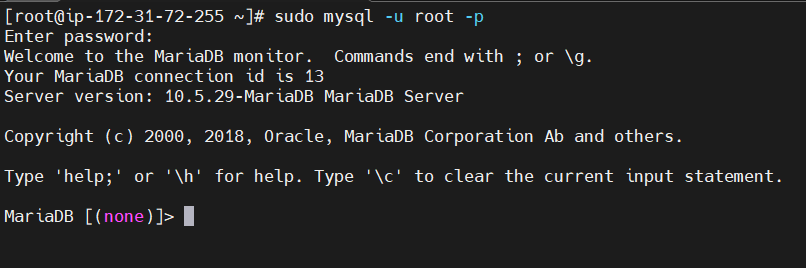 [root@ip-172-31-72-255 ~]# sudo mysql -u root -p
Enter password:
Welcome to the MariaDB monitor.  Commands end with ; or \g.
Your MariaDB connection id is 13
Server version: 10.5.29-MariaDB MariaDB Server

Copyright (c) 2000, 2018, Oracle, MariaDB Corporation Ab and others.

Type 'help;' or '\h' for help. Type '\c' to clear the current input statement.

MariaDB [(none)]>